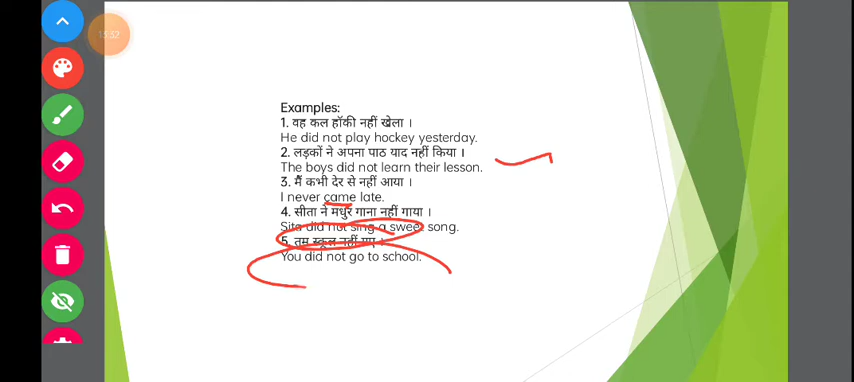 13:32
Examples:
1. वह कल हॉकी नहीं खेला ।
He did not play hockey yesterday.
2. लड़कों ने अपना पाठ याद नहीं किया ।
The boys did not learn their lesson.
3. मैं कभी देर से नहीं आया ।
I never came late.
4. सीता ने मधुर गाना नहीं गाया ।
Sita did not sing a sweet song.
5. तुम स्कूल नहीं गए ।
You did not go to school.